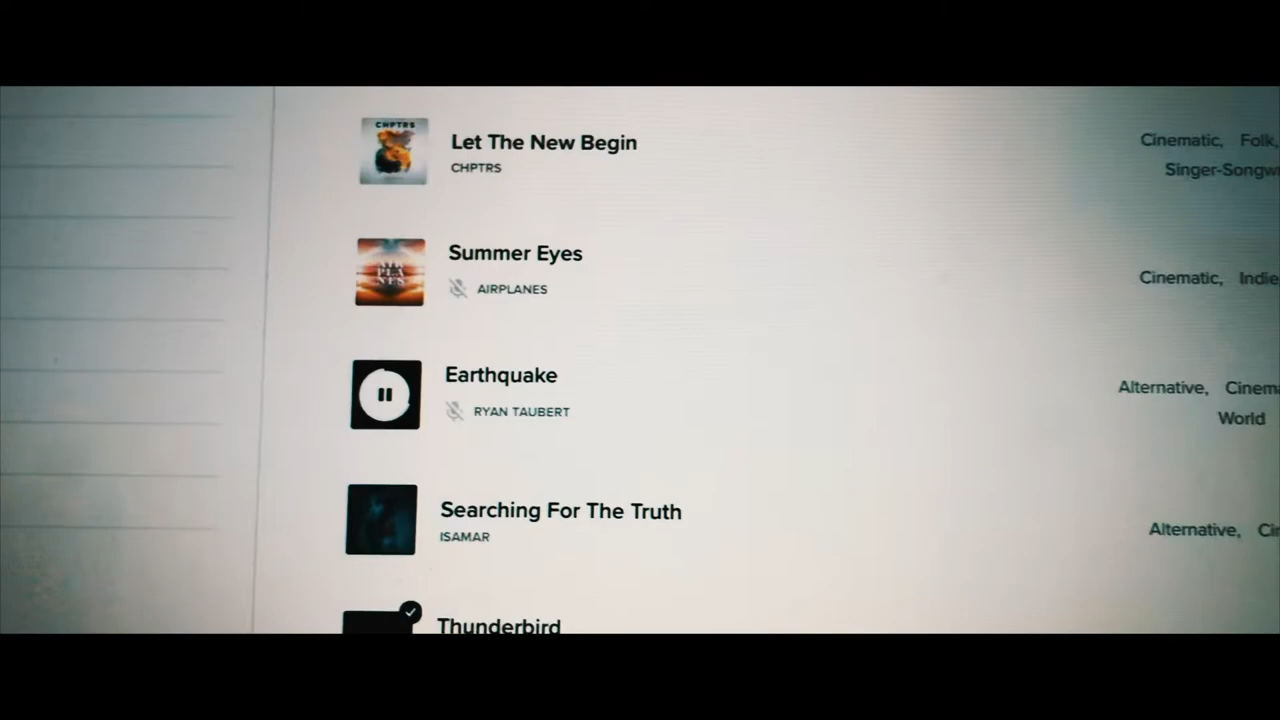 CHPTRS
Let The New Begin
CHPTRS
Cinematic, Folk,
Summer Eyes
AIRPLANES
Cinematic, Indie
Earthquake
RYAN TAUBERT
Alternative,
World
Searching For The Truth
ISAMAR
Alternative,
Thunderbird